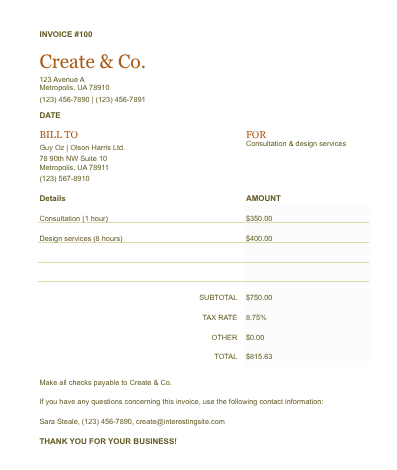 INVOICE #100
Create & Co.
123 Avenue A
Metropolis, UA 78910
(123) 456-7890 | (123) 456-7891
DATE
BILL TO
Guy Oz | Olson Harris Ltd.
78 90th NW Suite 10
Metropolis, UA 78911
(123) 567-8910
FOR
Consultation & design services
Details AMOUNT
Consultation (1 hour) $350.00
Design services (8 hours) $400.00
SUBTOTAL $750.00
TAX RATE 8.75%
OTHER $0.00
TOTAL $815.63
Make all checks payable to Create & Co.
If you have any questions concerning this invoice, use the following contact information:
Sara Steale, (123) 456-7890, create@interestingsite.com
THANK YOU FOR YOUR BUSINESS!